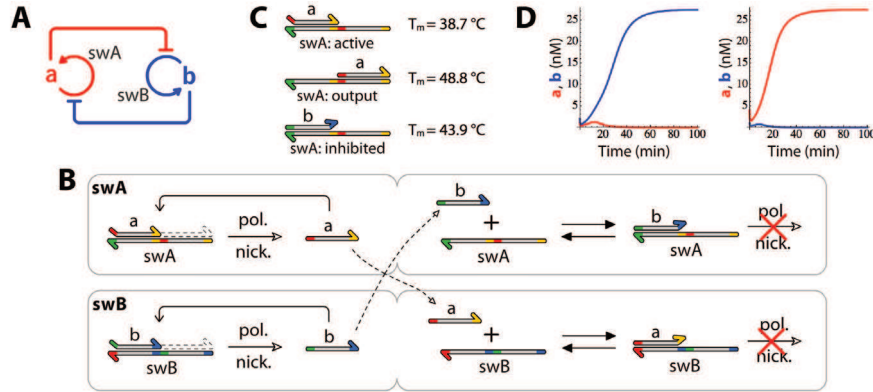 A
a
swA
swB
b
C
a
swA: active
Tm = 38.7 °C
a
swA: output
Tm = 48.8 °C
b
swA: inhibited
Tm = 43.9 °C
D
a, b (nM)
25
20
15
10
5
0 20 40 60 80 100
Time (min)
a, b (nM)
25
20
15
10
5
0 20 40 60 80 100
Time (min)
B
swA
a
swA
pol.
nick.
a
b
+
swA
b
swA
pol.
nick.
swB
b
swB
pol.
nick.
b
a
+
swB
a
swB
pol.
nick.